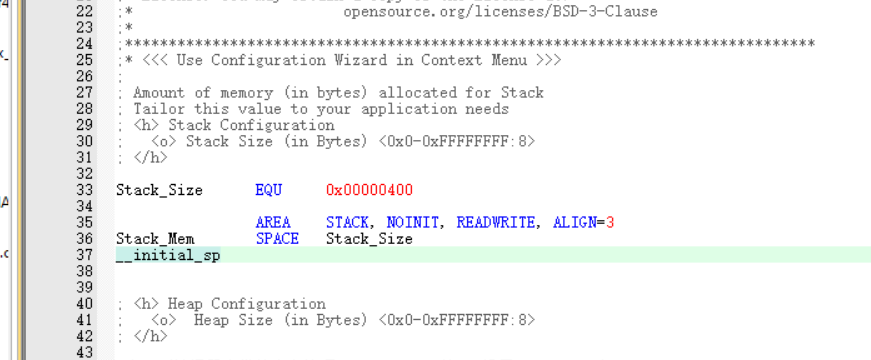 22 ;* opensource.org/licenses/BSD-3-Clause
23 ;*
24 ;*******************************************************************************
25 ;* <<< Use Configuration Wizard in Context Menu >>>
26 ;
27 ; Amount of memory (in bytes) allocated for Stack
28 ; Tailor this value to your application needs
29 ; <h> Stack Configuration
30 ;   <o> Stack Size (in Bytes) <0x0-0xFFFFFFFF:8>
31 ; </h>
32
33 Stack_Size      EQU     0x00000400
34
35                 AREA    STACK, NOINIT, READWRITE, ALIGN=3
36 Stack_Mem       SPACE   Stack_Size
37 __initial_sp
38
39
40 ; <h> Heap Configuration
41 ;   <o>  Heap Size (in Bytes) <0x0-0xFFFFFFFF:8>
42 ; </h>
43